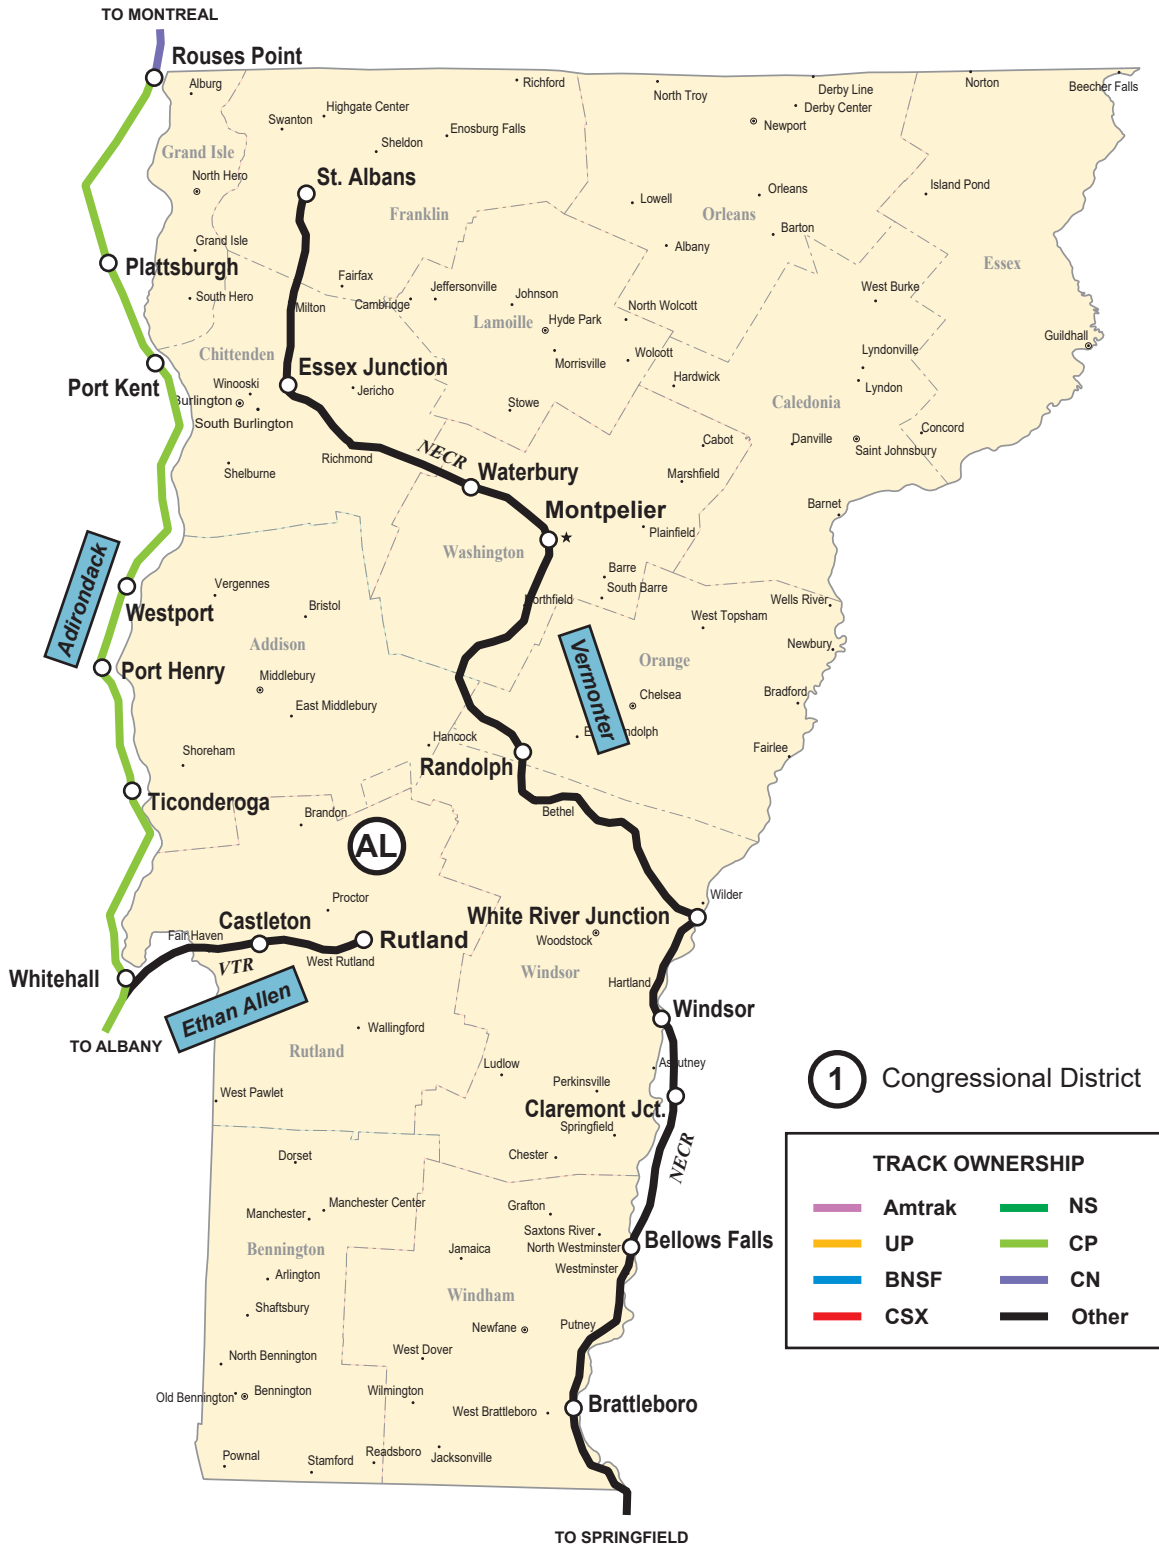 TO MONTREAL
Rouses Point
Alburg
Richford
North Troy
Derby Line
Derby Center
Norton
Beecher Falls
Highgate Center
Swanton
Enosburg Falls
Newport
Sheldon
Grand Isle
North Hero
St. Albans
Franklin
Lowell
Orleans
Orleans
Island Pond
Barton
Grand Isle
Albany
Plattsburgh
Essex
Fairfax
South Hero
Milton
Cambridge
Jeffersonville
Johnson
North Wolcott
West Burke
Lamoille
Hyde Park
Guildhall
Chittenden
Morrisville
Wolcott
Lyndonville
Port Kent
Essex Junction
Winooski
Jericho
Hardwick
Lyndon
Burlington
Stowe
Caledonia
South Burlington
Cabot
Danville
Concord
Saint Johnsbury
Richmond
NECR
Shelburne
Waterbury
Marshfield
Montpelier
Barnet
Plainfield
Washington
Adirondack
Vergennes
Barre
South Barre
Wells River
Westport
Bristol
Northfield
West Topsham
Addison
Newbury
Vermonter
Port Henry
Orange
Middlebury
Chelsea
Bradford
East Middlebury
Randolph
Hancock
Fairlee
Shoreham
Randolph
Ticonderoga
Brandon
Bethel
AL
Proctor
Wilder
Castleton
White River Junction
Fair Haven
Rutland
Woodstock
VTR
West Rutland
Whitehall
Windsor
Hartland
Ethan Allen
Windsor
TO ALBANY
Wallingford
Rutland
Ludlow
Ascutney
1 Congressional District
West Pawlet
Perkinsville
Claremont Jct.
Springfield
NECR
Dorset
Chester
TRACK OWNERSHIP
Amtrak NS
UP CP
BNSF CN
CSX Other
Manchester
Manchester Center
Grafton
Saxtons River
Bennington
Jamaica
North Westminster
Bellows Falls
Westminster
Arlington
Windham
Shaftsbury
Newfane
Putney
North Bennington
West Dover
Old Bennington
Bennington
Wilmington
West Brattleboro
Brattleboro
Pownal
Stamford
Readsboro
Jacksonville
TO SPRINGFIELD